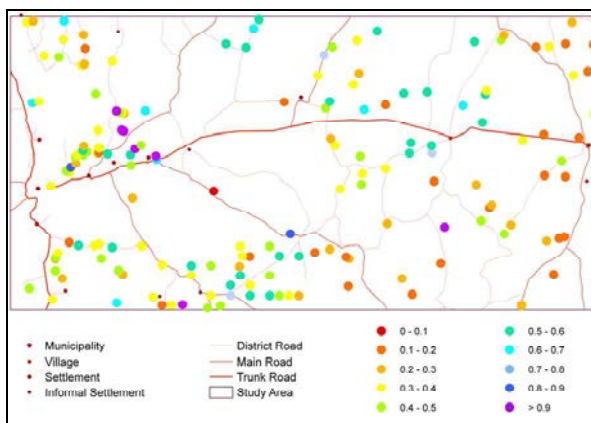 Municipality
Village
Settlement
Informal Settlement
District Road
Main Road
Trunk Road
Study Area
0 - 0.1
0.1 - 0.2
0.2 - 0.3
0.3 - 0.4
0.4 - 0.5
0.5 - 0.6
0.6 - 0.7
0.7 - 0.8
0.8 - 0.9
> 0.9